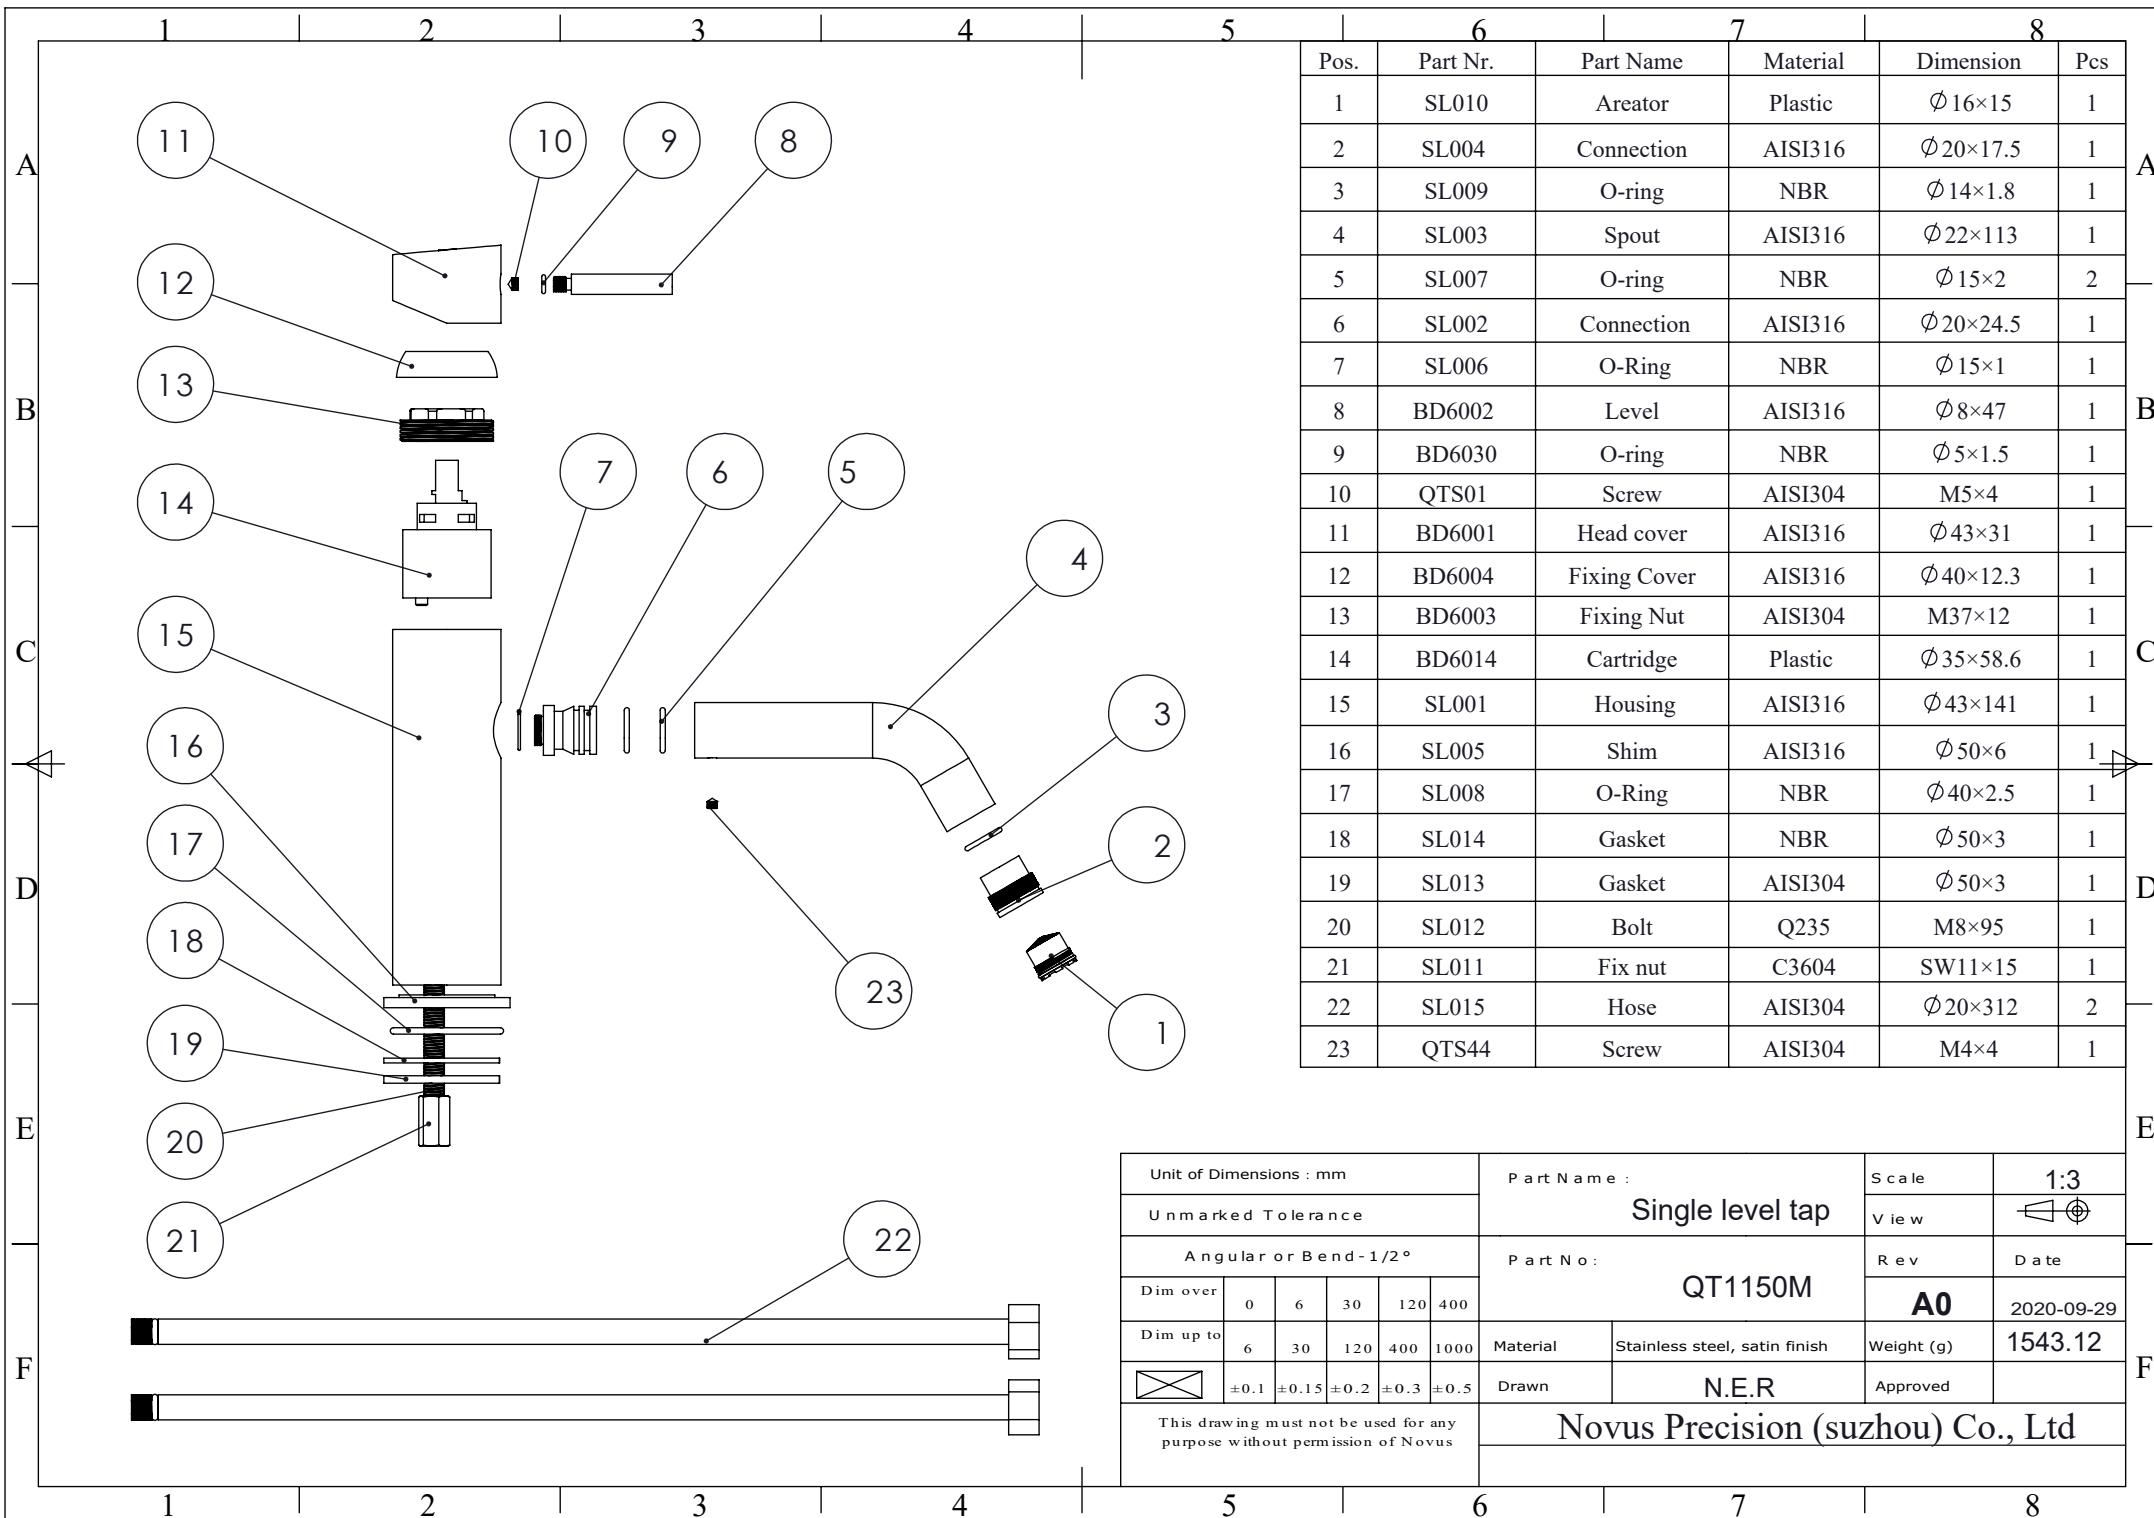 1 2 3 4 5 6 7 8
A
B
C
D
E
F
A
B
C
D
E
F
11 10 9 8
12
13
7 6 5
14
4
15
3
16
2
17
18
23
1
19
20
21
22
Pos. Part Nr. Part Name Material Dimension Pcs
1 SL010 Areator Plastic ∅16×15 1
2 SL004 Connection AISI316 ∅20×17.5 1
3 SL009 O-ring NBR ∅14×1.8 1
4 SL003 Spout AISI316 ∅22×113 1
5 SL007 O-ring NBR ∅15×2 2
6 SL002 Connection AISI316 ∅20×24.5 1
7 SL006 O-Ring NBR ∅15×1 1
8 BD6002 Level AISI316 ∅8×47 1
9 BD6030 O-ring NBR ∅5×1.5 1
10 QTS01 Screw AISI304 M5×4 1
11 BD6001 Head cover AISI316 ∅43×31 1
12 BD6004 Fixing Cover AISI316 ∅40×12.3 1
13 BD6003 Fixing Nut AISI304 M37×12 1
14 BD6014 Cartridge Plastic ∅35×58.6 1
15 SL001 Housing AISI316 ∅43×141 1
16 SL005 Shim AISI316 ∅50×6 1
17 SL008 O-Ring NBR ∅40×2.5 1
18 SL014 Gasket NBR ∅50×3 1
19 SL013 Gasket AISI304 ∅50×3 1
20 SL012 Bolt Q235 M8×95 1
21 SL011 Fix nut C3604 SW11×15 1
22 SL015 Hose AISI304 ∅20×312 2
23 QTS44 Screw AISI304 M4×4 1
Unit of Dimensions : mm
Unmarked Tolerance
Angular or Bend-1/2°
Dim over 0 6 30 120 400
Dim up to 6 30 120 400 1000
±0.1 ±0.15 ±0.2 ±0.3 ±0.5
This drawing must not be used for any
purpose without permission of Novus
Part Name :
Single level tap
Scale 1:3
View
Part No:
QT1150M
Rev Date
A0 2020-09-29
Material Stainless steel, satin finish Weight (g) 1543.12
Drawn N.E.R Approved
Novus Precision (suzhou) Co., Ltd
1 2 3 4 5 6 7 8